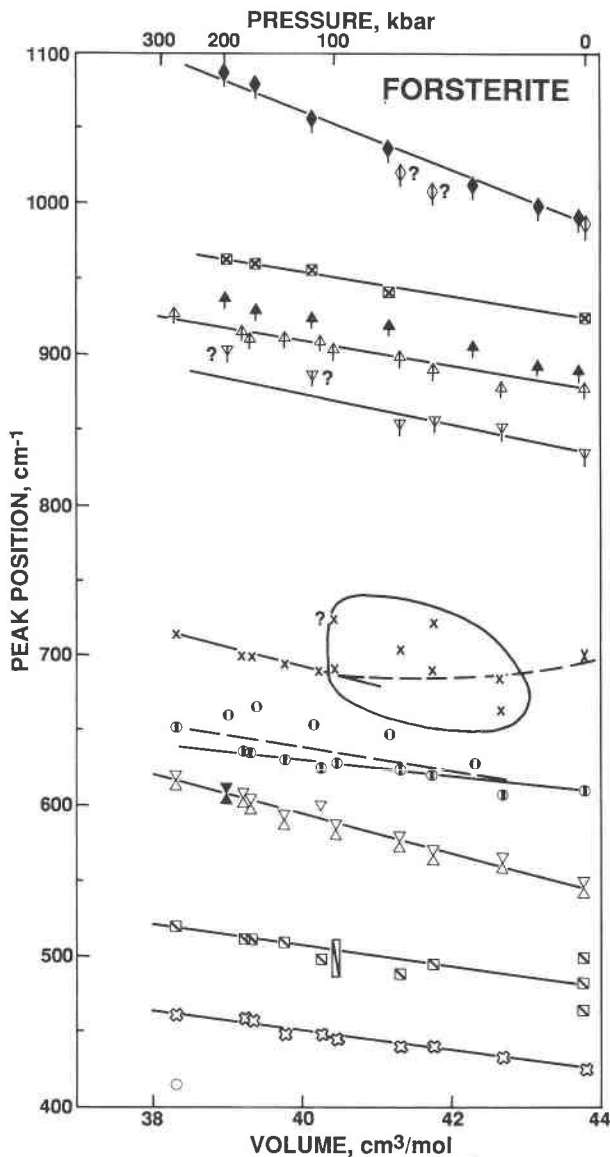 PRESSURE, kbar
300 200 100 0
1100
FORSTERITE
?
?
1000
900
?
?
PEAK POSITION, cm-1
800
?
700
600
500
400
38 40 42 44
VOLUME, cm3/mol